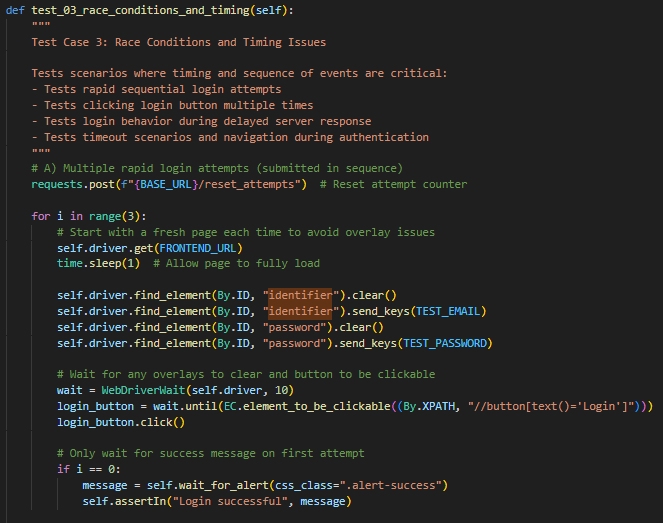 def test_03_race_conditions_and_timing(self):
    """
    Test Case 3: Race Conditions and Timing Issues

    Tests scenarios where timing and sequence of events are critical:
    - Tests rapid sequential login attempts
    - Tests clicking login button multiple times
    - Tests login behavior during delayed server response
    - Tests timeout scenarios and navigation during authentication
    """
    # A) Multiple rapid login attempts (submitted in sequence)
    requests.post(f"{BASE_URL}/reset_attempts")  # Reset attempt counter

    for i in range(3):
        # Start with a fresh page each time to avoid overlay issues
        self.driver.get(FRONTEND_URL)
        time.sleep(1)  # Allow page to fully load

        self.driver.find_element(By.ID, "identifier").clear()
        self.driver.find_element(By.ID, "identifier").send_keys(TEST_EMAIL)
        self.driver.find_element(By.ID, "password").clear()
        self.driver.find_element(By.ID, "password").send_keys(TEST_PASSWORD)

        # Wait for any overlays to clear and button to be clickable
        wait = WebDriverWait(self.driver, 10)
        login_button = wait.until(EC.element_to_be_clickable((By.XPATH, "//button[text()='Login']")))
        login_button.click()

        # Only wait for success message on first attempt
        if i == 0:
            message = self.wait_for_alert(css_class=".alert-success")
            self.assertIn("Login successful", message)